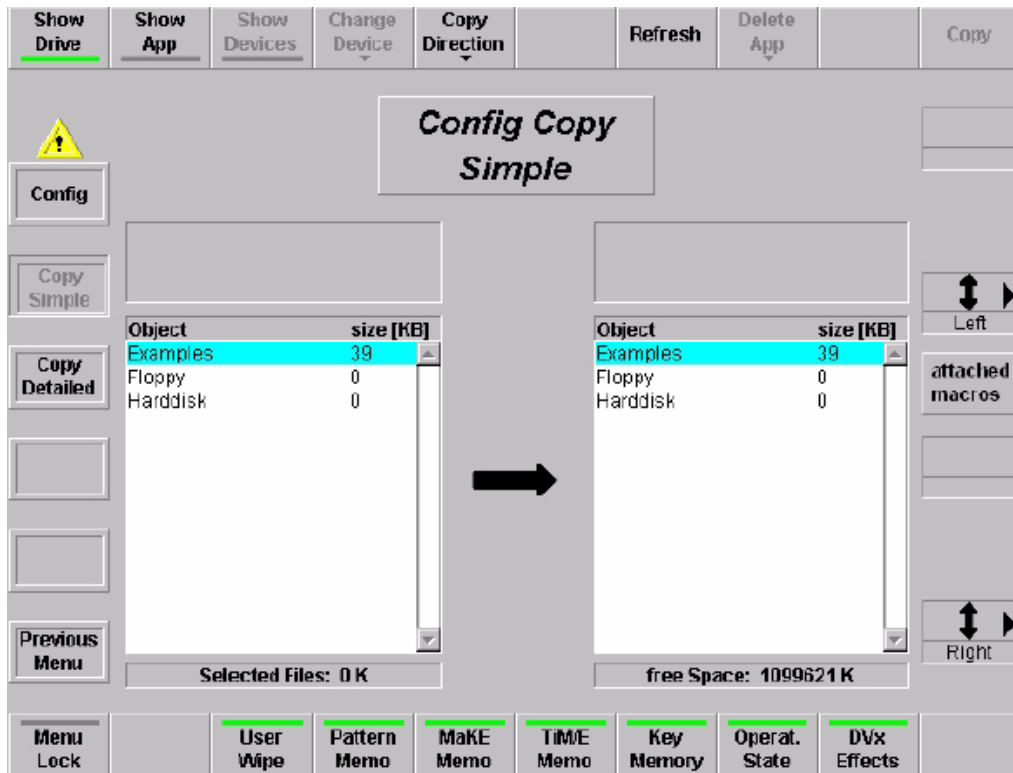 Show Drive
Show App
Show Devices
Change Device
Copy Direction
Refresh
Delete App
Copy
Config Copy
Simple
Config
Copy
Simple
Copy
Detailed
Previous
Menu
Object size [KB]
Examples 39
Floppy 0
Harddisk 0
Selected Files: 0 K
Object size [KB]
Examples 39
Floppy 0
Harddisk 0
free Space: 1099621 K
Left
attached
macros
Right
Menu Lock
User Wipe
Pattern Memo
MaKE Memo
TiM/E Memo
Key Memory
Operat. State
DVx Effects